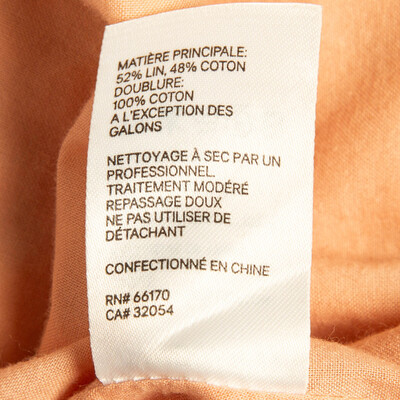 MATIÈRE PRINCIPALE:
52% LIN, 48% COTON
DOUBLURE:
100% COTON
A L'EXCEPTION DES
GALONS
NETTOYAGE À SEC PAR UN
PROFESSIONNEL.
TRAITEMENT MODÉRÉ
REPASSAGE DOUX
NE PAS UTILISER DE
DÉTACHANT
CONFECTIONNÉ EN CHINE
RN# 66170
CA# 32054